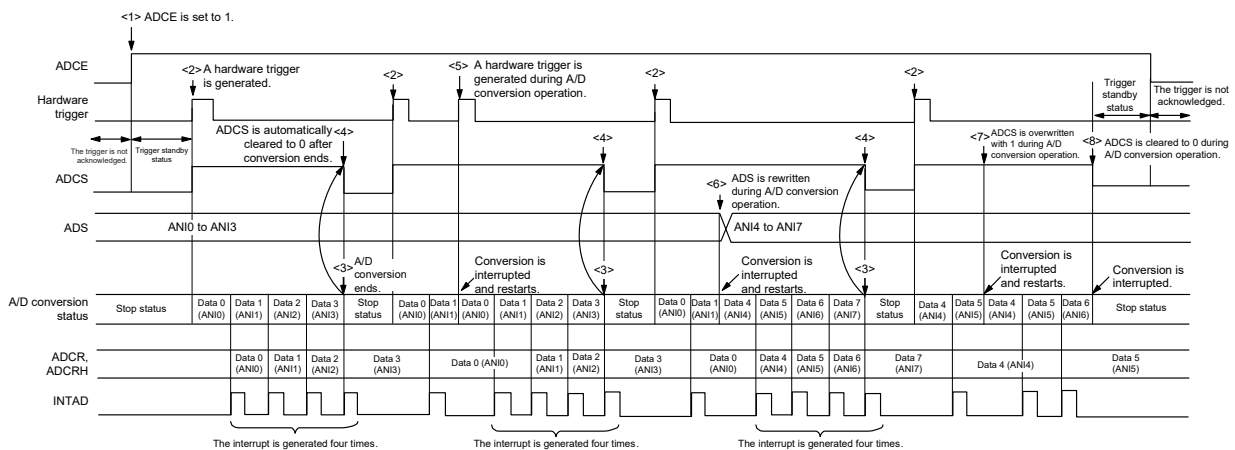 <1> ADCE is set to 1.
ADCE
<2> A hardware trigger
is generated.
<2>
<5> A hardware trigger is
generated during A/D
conversion operation.
<2>
<2>
Trigger
standby
status
The trigger is not
acknowledged.
Hardware
trigger
The trigger is not
acknowledged.
Trigger standby
status
ADCS is automatically
cleared to 0 after
conversion ends.
<4>
<4>
<4>
<7> ADCS is overwritten
with 1 during A/D
conversion operation.
<8> ADCS is cleared to 0 during
A/D conversion operation.
ADCS
<6> ADS is rewritten
during A/D conversion
operation.
ADS
ANI0 to ANI3
ANI4 to ANI7
<3> A/D
conversion
ends.
Conversion is
interrupted
and restarts.
<3>
Conversion is
interrupted
and restarts.
<3>
Conversion is
interrupted
and restarts.
Conversion is
interrupted.
A/D conversion
status
Stop status
Data 0
(ANI0)
Data 1
(ANI1)
Data 2
(ANI2)
Data 3
(ANI3)
Stop
status
Data 0
(ANI0)
Data 1
(ANI1)
Data 0
(ANI0)
Data 1
(ANI1)
Data 2
(ANI2)
Data 3
(ANI3)
Stop
status
Data 0
(ANI0)
Data 1
(ANI1)
Data 4
(ANI4)
Data 5
(ANI5)
Data 6
(ANI6)
Data 7
(ANI7)
Stop
status
Data 4
(ANI4)
Data 5
(ANI5)
Data 4
(ANI4)
Data 5
(ANI5)
Data 6
(ANI6)
Stop status
ADCR,
ADCRH
Data 0
(ANI0)
Data 1
(ANI1)
Data 2
(ANI2)
Data 3
(ANI3)
Data 0 (ANI0)
Data 1
(ANI1)
Data 2
(ANI2)
Data 3
(ANI3)
Data 0
(ANI0)
Data 4
(ANI4)
Data 5
(ANI5)
Data 6
(ANI6)
Data 7
(ANI7)
Data 4 (ANI4)
Data 5
(ANI5)
INTAD
The interrupt is generated four times.
The interrupt is generated four times.
The interrupt is generated four times.